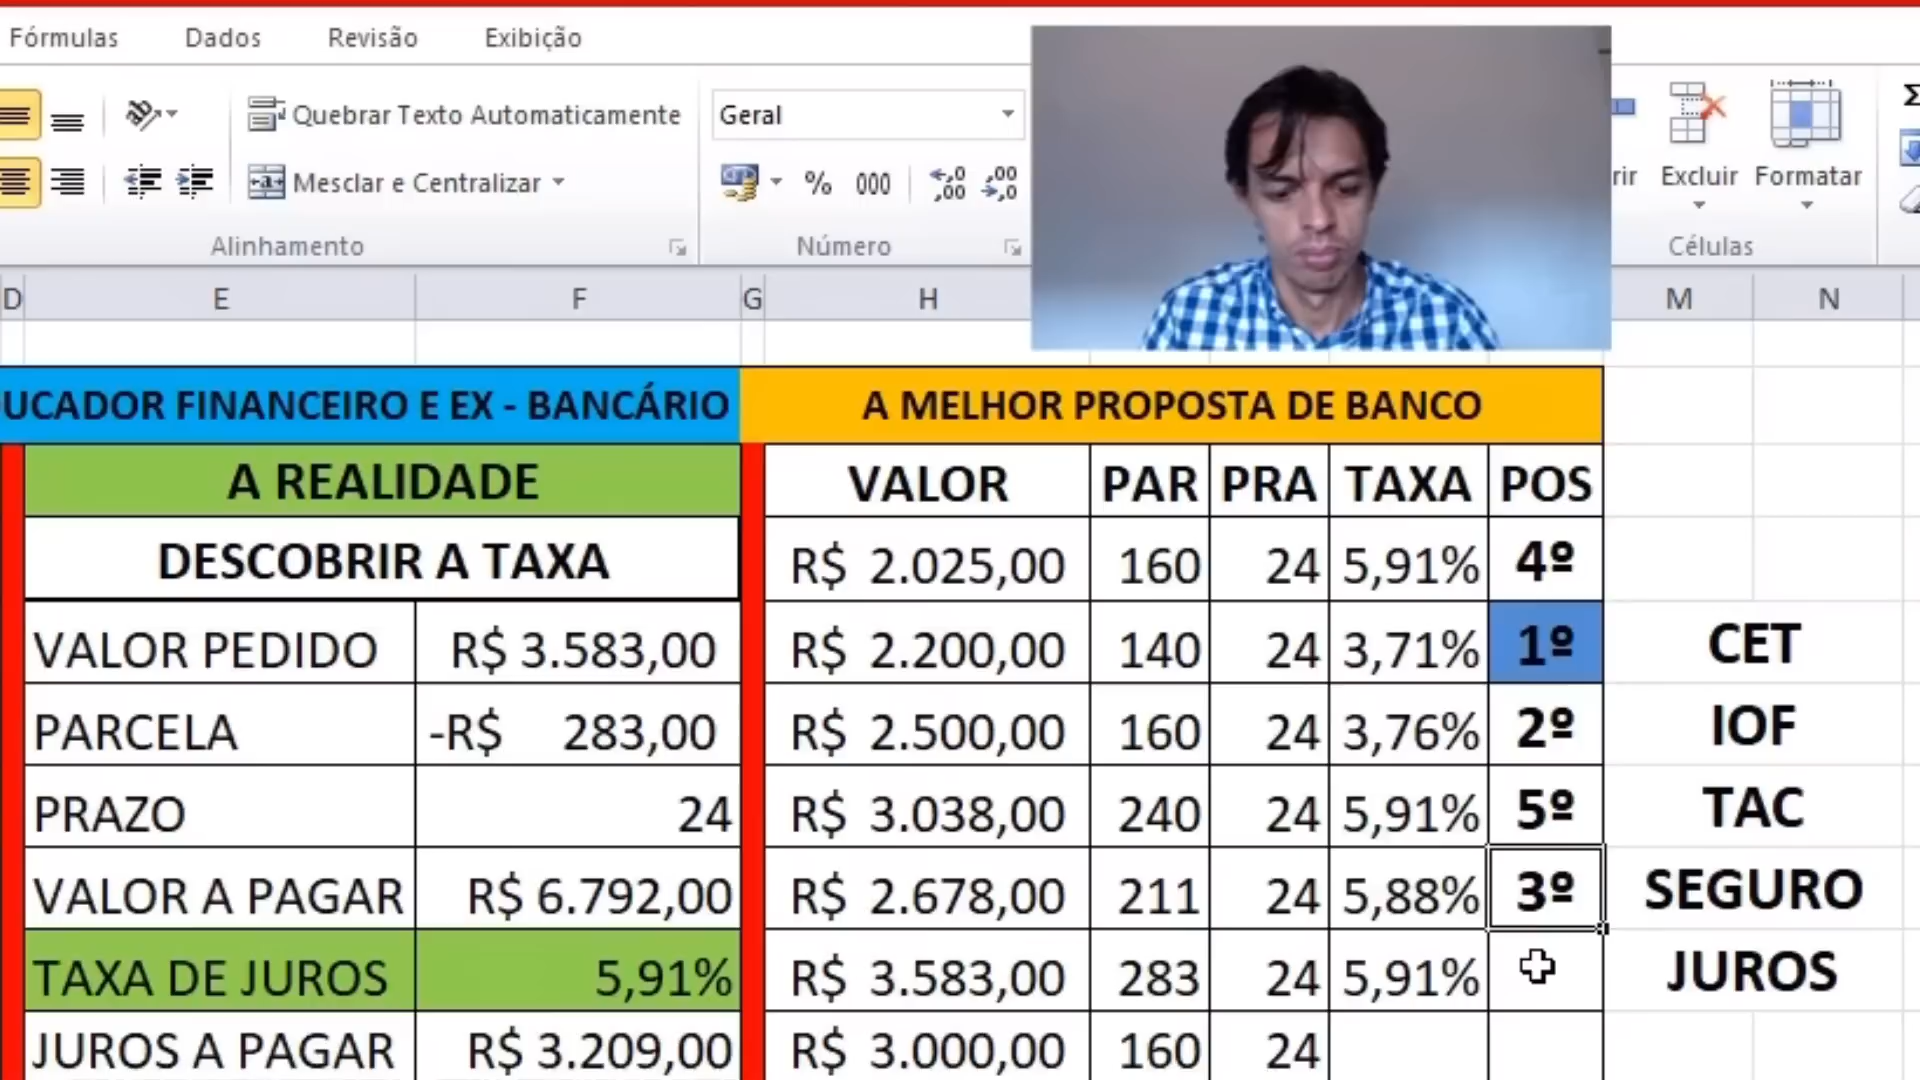 Fórmulas Dados Revisão Exibição
Quebrar Texto Automaticamente Geral
Mesclar e Centralizar % 000 ,0 ,00 ,00 ,0
Excluir Formatar
Alinhamento Número Células
D E F G H M N
UCADOR FINANCEIRO E EX - BANCÁRIO A MELHOR PROPOSTA DE BANCO
A REALIDADE VALOR PAR PRA TAXA POS
DESCOBRIR A TAXA R$ 2.025,00 160 24 5,91% 4º
VALOR PEDIDO R$ 3.583,00 R$ 2.200,00 140 24 3,71% 1º CET
PARCELA -R$ 283,00 R$ 2.500,00 160 24 3,76% 2º IOF
PRAZO 24 R$ 3.038,00 240 24 5,91% 5º TAC
VALOR A PAGAR R$ 6.792,00 R$ 2.678,00 211 24 5,88% 3º SEGURO
TAXA DE JUROS 5,91% R$ 3.583,00 283 24 5,91% JUROS
JUROS A PAGAR R$ 3.209,00 R$ 3.000,00 160 24